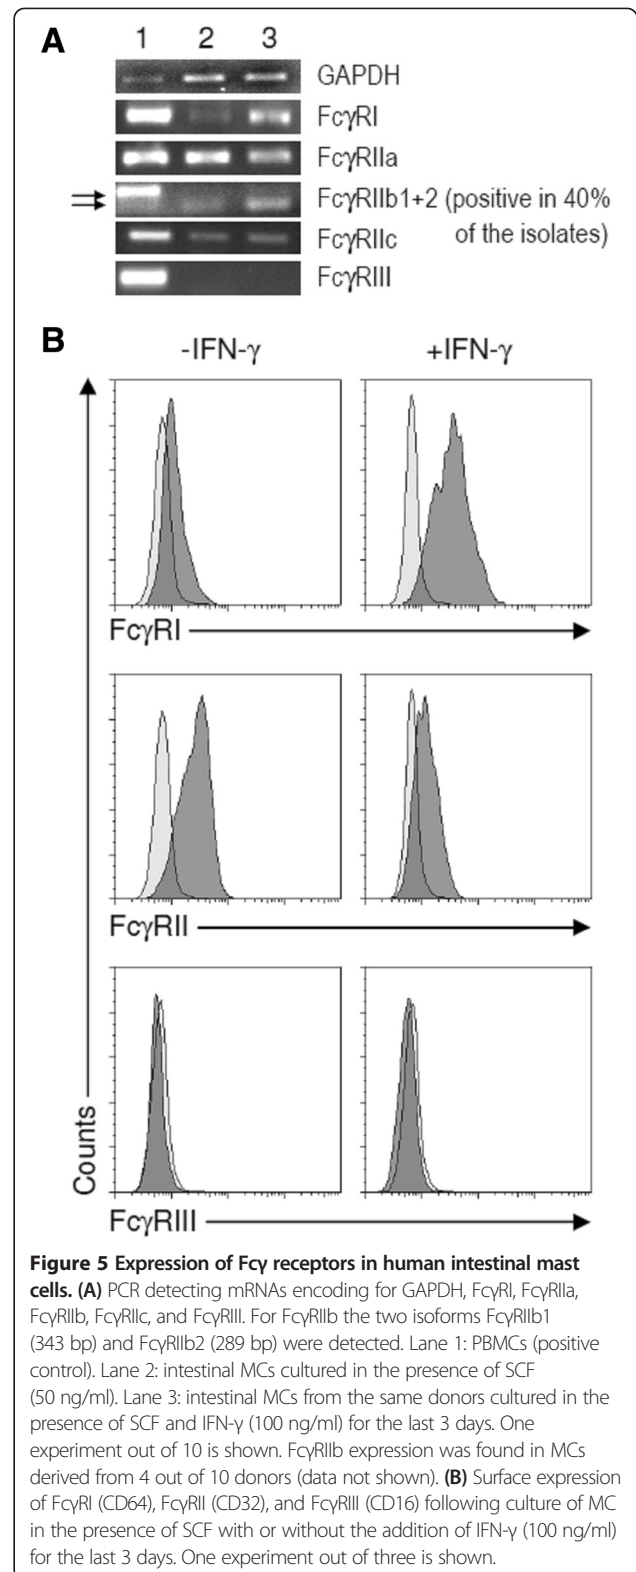 A
1 2 3
GAPDH
FcγRI
FcγRIIa
FcγRIIb1+2 (positive in 40%
of the isolates)
FcγRIIc
FcγRIII
B
-IFN-γ +IFN-γ
FcγRI
FcγRII
Counts
FcγRIII
Figure 5 Expression of Fcγ receptors in human intestinal mast
cells. (A) PCR detecting mRNAs encoding for GAPDH, FcγRI, FcγRIIa,
FcγRIIb, FcγRIIc, and FcγRIII. For FcγRIIb the two isoforms FcγRIIb1
(343 bp) and FcγRIIb2 (289 bp) were detected. Lane 1: PBMCs (positive
control). Lane 2: intestinal MCs cultured in the presence of SCF
(50 ng/ml). Lane 3: intestinal MCs from the same donors cultured in the
presence of SCF and IFN-γ (100 ng/ml) for the last 3 days. One
experiment out of 10 is shown. FcγRIIb expression was found in MCs
derived from 4 out of 10 donors (data not shown). (B) Surface expression
of FcγRI (CD64), FcγRII (CD32), and FcγRIII (CD16) following culture of MC
in the presence of SCF with or without the addition of IFN-γ (100 ng/ml)
for the last 3 days. One experiment out of three is shown.